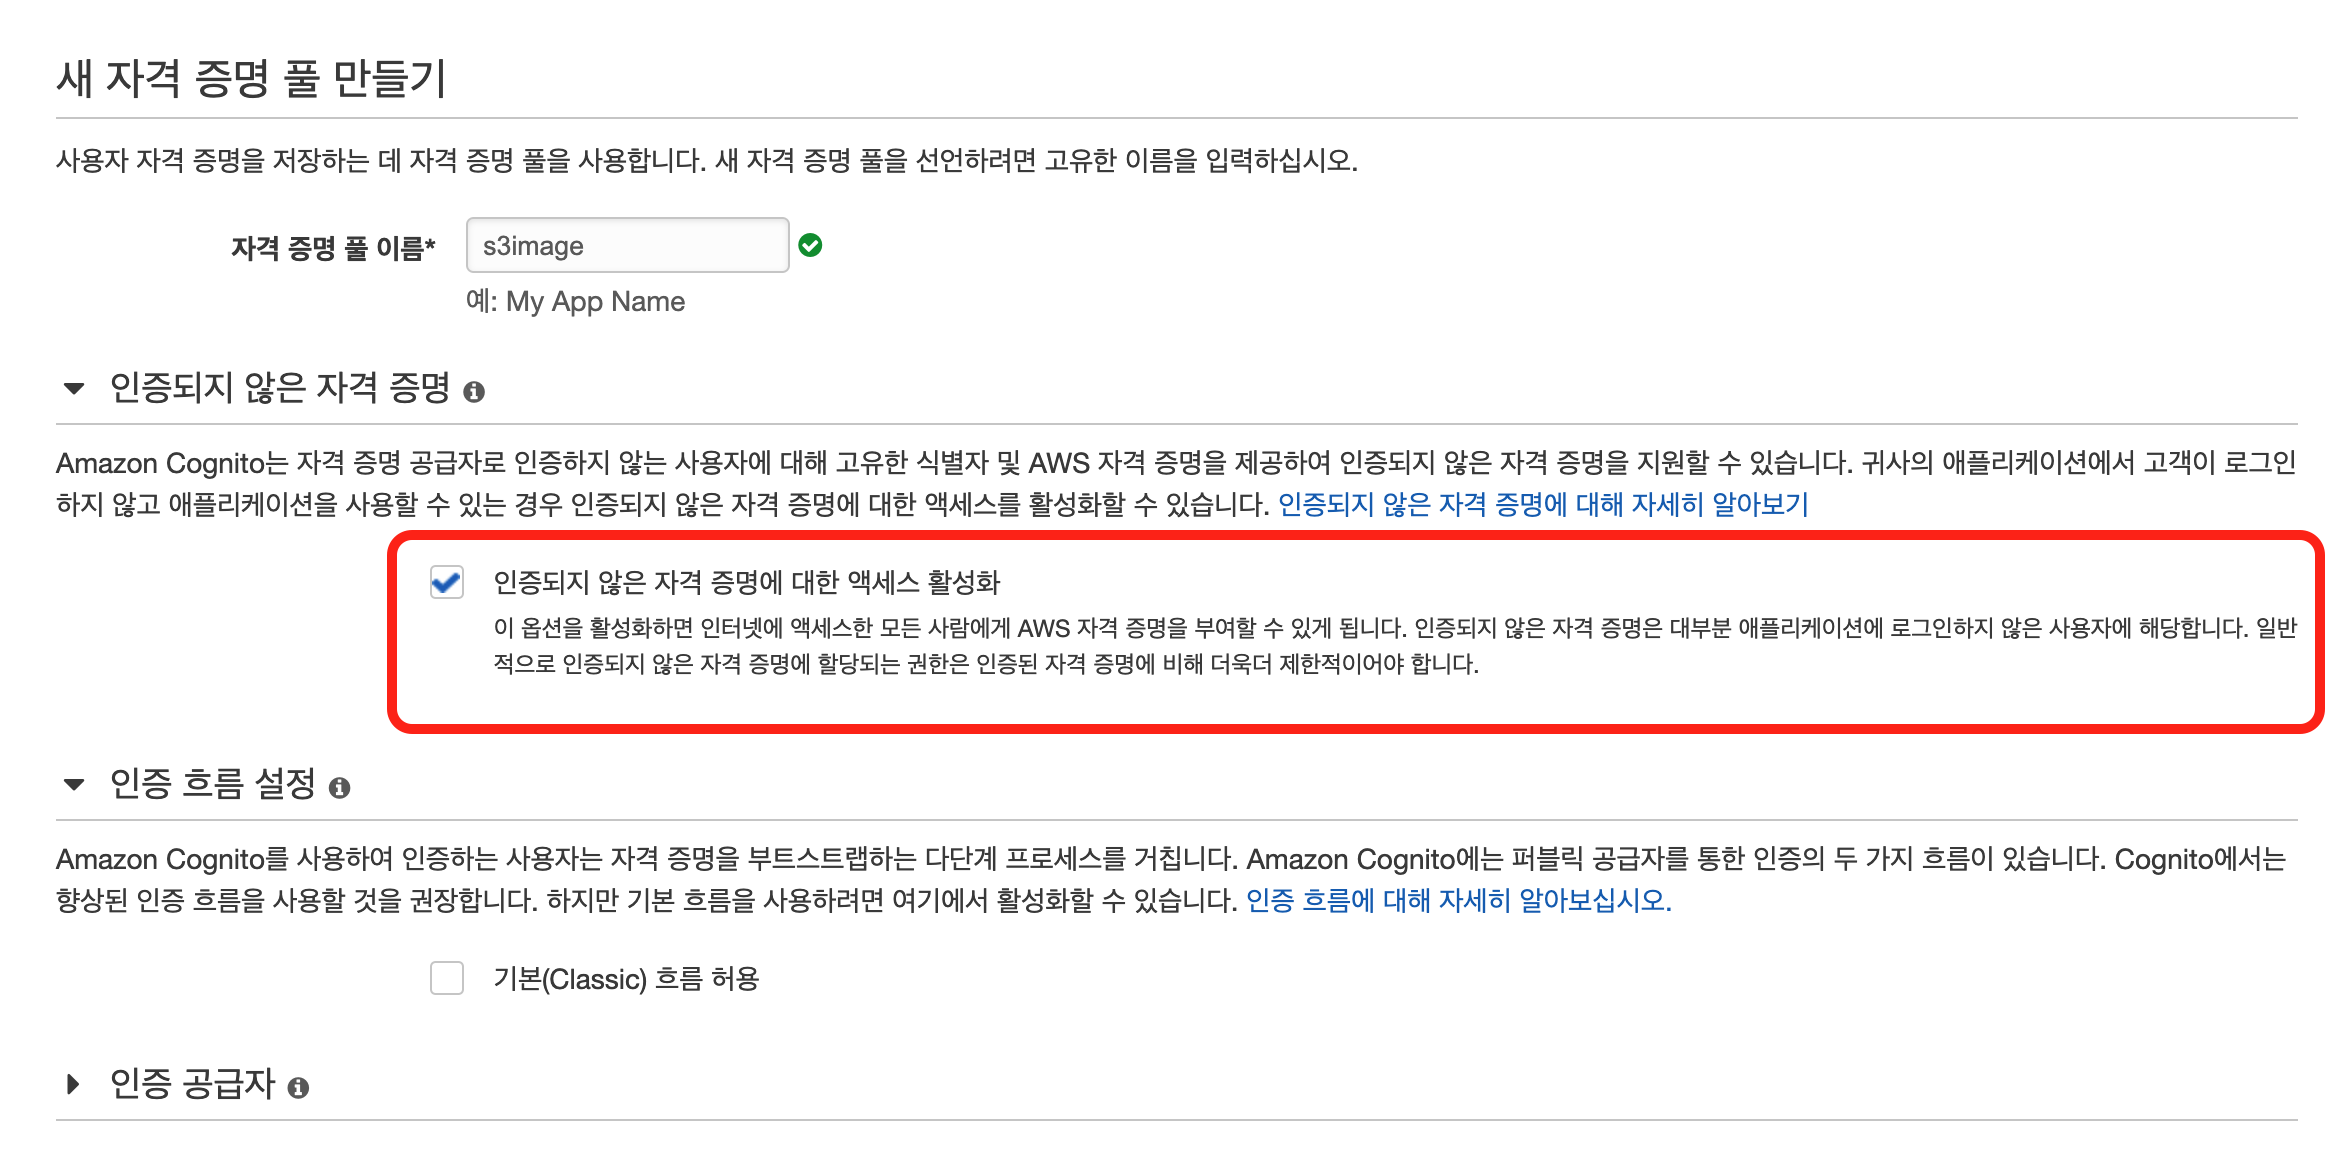 새 자격 증명 풀 만들기
사용자 자격 증명을 저장하는 데 자격 증명 풀을 사용합니다. 새 자격 증명 풀을 선언하려면 고유한 이름을 입력하십시오.
자격 증명 풀 이름* s3image
예: My App Name
인증되지 않은 자격 증명
Amazon Cognito는 자격 증명 공급자로 인증하지 않는 사용자에 대해 고유한 식별자 및 AWS 자격 증명을 제공하여 인증되지 않은 자격 증명을 지원할 수 있습니다. 귀사의 애플리케이션에서 고객이 로그인
하지 않고 애플리케이션을 사용할 수 있는 경우 인증되지 않은 자격 증명에 대한 액세스를 활성화할 수 있습니다. 인증되지 않은 자격 증명에 대해 자세히 알아보기
인증되지 않은 자격 증명에 대한 액세스 활성화
이 옵션을 활성화하면 인터넷에 액세스한 모든 사람에게 AWS 자격 증명을 부여할 수 있게 됩니다. 인증되지 않은 자격 증명은 대부분 애플리케이션에 로그인하지 않은 사용자에 해당합니다. 일반
적으로 인증되지 않은 자격 증명에 할당되는 권한은 인증된 자격 증명에 비해 더욱더 제한적이어야 합니다.
인증 흐름 설정
Amazon Cognito를 사용하여 인증하는 사용자는 자격 증명을 부트스트랩하는 다단계 프로세스를 거칩니다. Amazon Cognito에는 퍼블릭 공급자를 통한 인증의 두 가지 흐름이 있습니다. Cognito에서는
향상된 인증 흐름을 사용할 것을 권장합니다. 하지만 기본 흐름을 사용하려면 여기에서 활성화할 수 있습니다. 인증 흐름에 대해 자세히 알아보십시오.
기본(Classic) 흐름 허용
인증 공급자